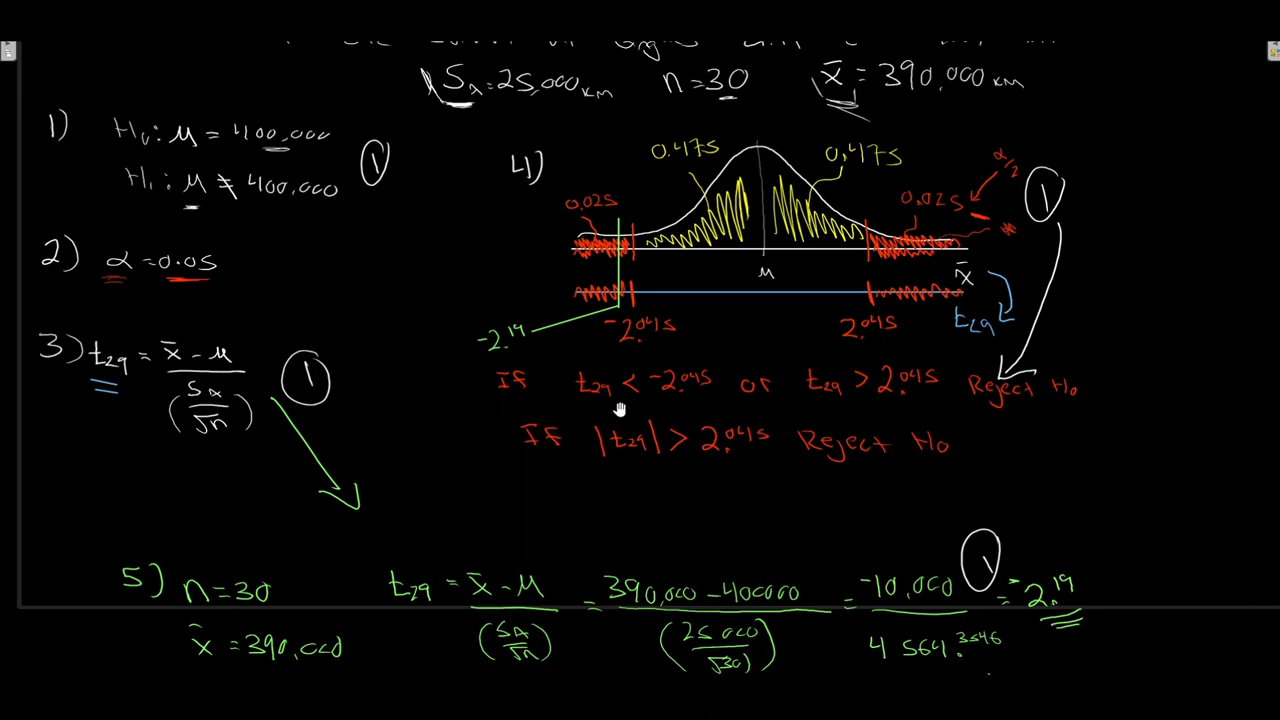 Sx = 25,000 KM n = 30 x̄ = 390,000 KM
1) H₀: μ = 400,000
H₁: μ ≠ 400,000
1
2) α = 0.05
3) t₂₉ = x̄ - μ / (Sx/√n)
1
4)
0.475 0.475
0.025 0.025 α/2
1
μ x̄
-2.045 2.045 t₂₉
-2.19
If t₂₉ < -2.045 or t₂₉ > 2.045 Reject H₀
If |t₂₉| > 2.045 Reject H₀
5) n = 30 t₂₉ = x̄ - μ / (Sx/√n) = 390,000 - 400000 / (25 000/√30) = -10,000 / 4 564.3546 = -2.19
x̄ = 390,000
1